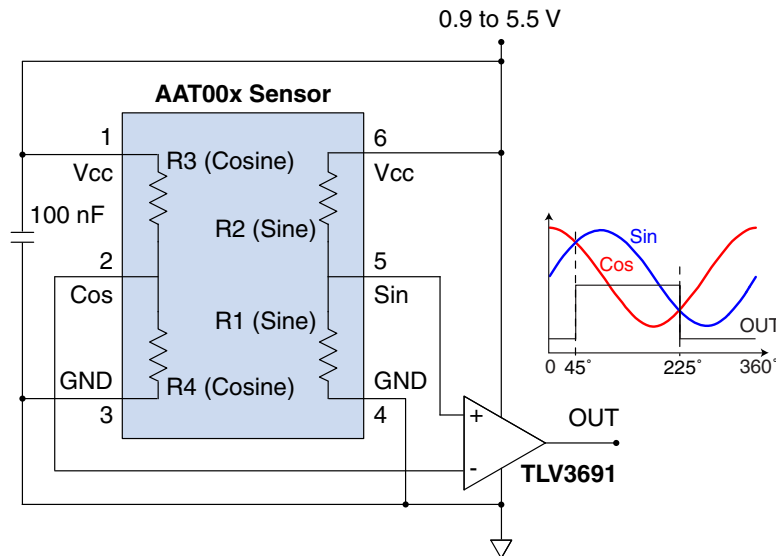 0.9 to 5.5 V
AAT00x Sensor
1
Vcc
R3 (Cosine)
6
Vcc
100 nF
R2 (Sine)
2
Cos
5
Sin
R1 (Sine)
GND
3
R4 (Cosine)
GND
4
+
-
OUT
TLV3691
Sin
Cos
OUT
0 45° 225° 360°